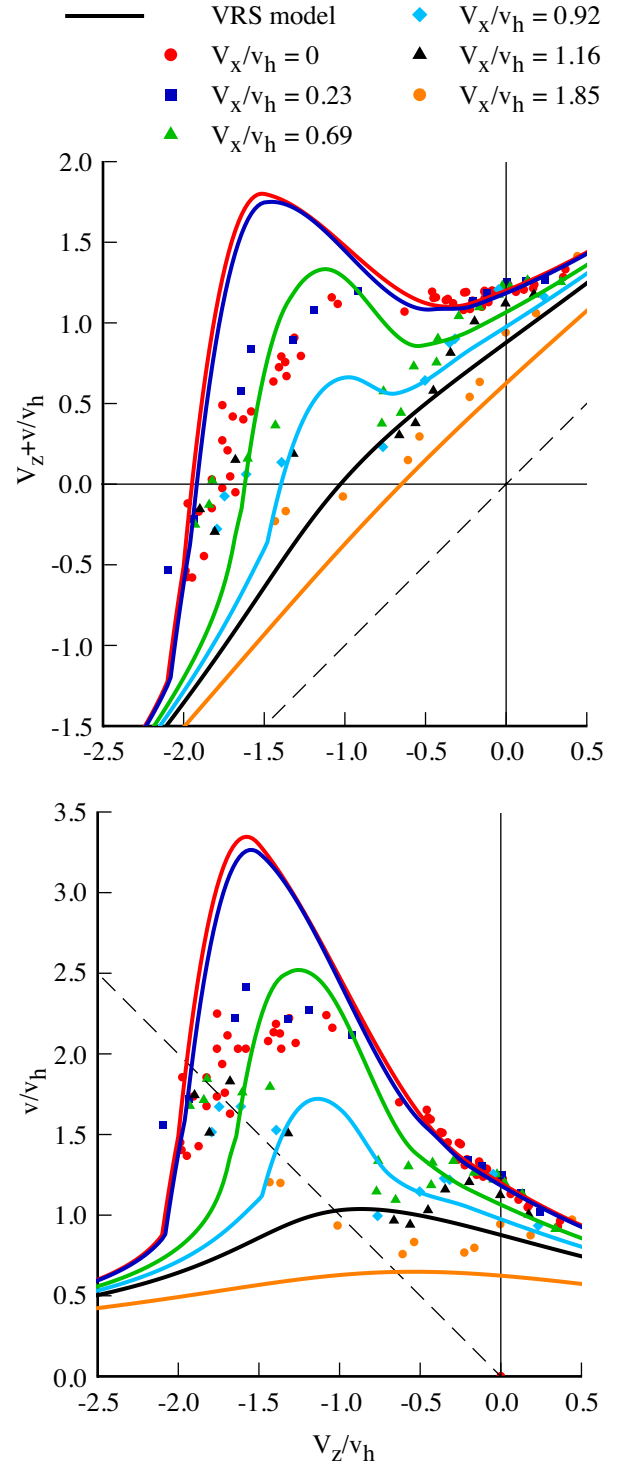 VRS model
V_x/v_h = 0
V_x/v_h = 0.23
V_x/v_h = 0.69
V_x/v_h = 0.92
V_x/v_h = 1.16
V_x/v_h = 1.85
V_z+v/v_h
2.0
1.5
1.0
0.5
0.0
-0.5
-1.0
-1.5
-2.5 -2.0 -1.5 -1.0 -0.5 0.0 0.5
v/v_h
3.5
3.0
2.5
2.0
1.5
1.0
0.5
0.0
-2.5 -2.0 -1.5 -1.0 -0.5 0.0 0.5
V_z/v_h